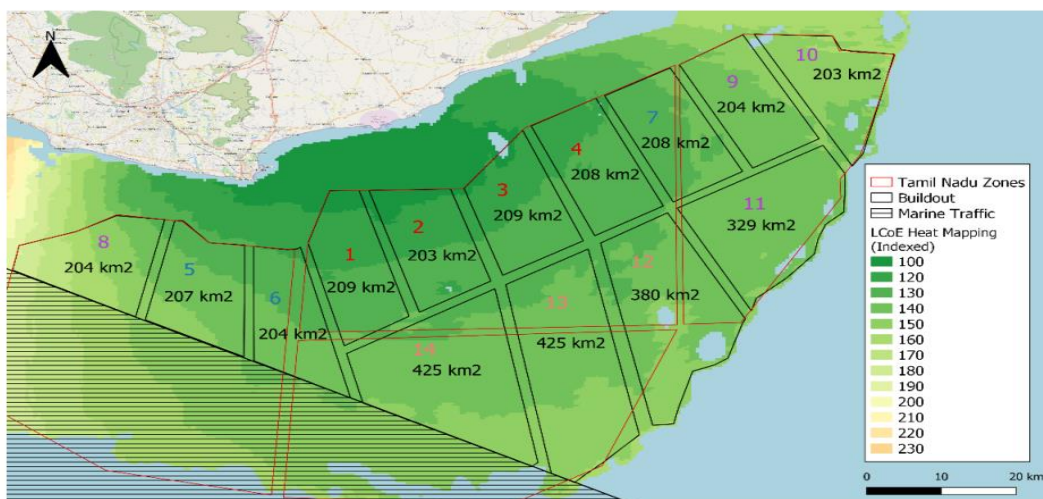 N
10
203 km2
9
204 km2
7
208 km2
4
208 km2
3
209 km2
2
203 km2
1
209 km2
8
204 km2
5
207 km2
6
204 km2
11
329 km2
12
380 km2
13
425 km2
14
425 km2
Tamil Nadu Zones
Buildout
Marine Traffic
LCoE Heat Mapping
(Indexed)
100
120
130
140
150
160
170
180
190
200
210
220
230
0 10 20 km